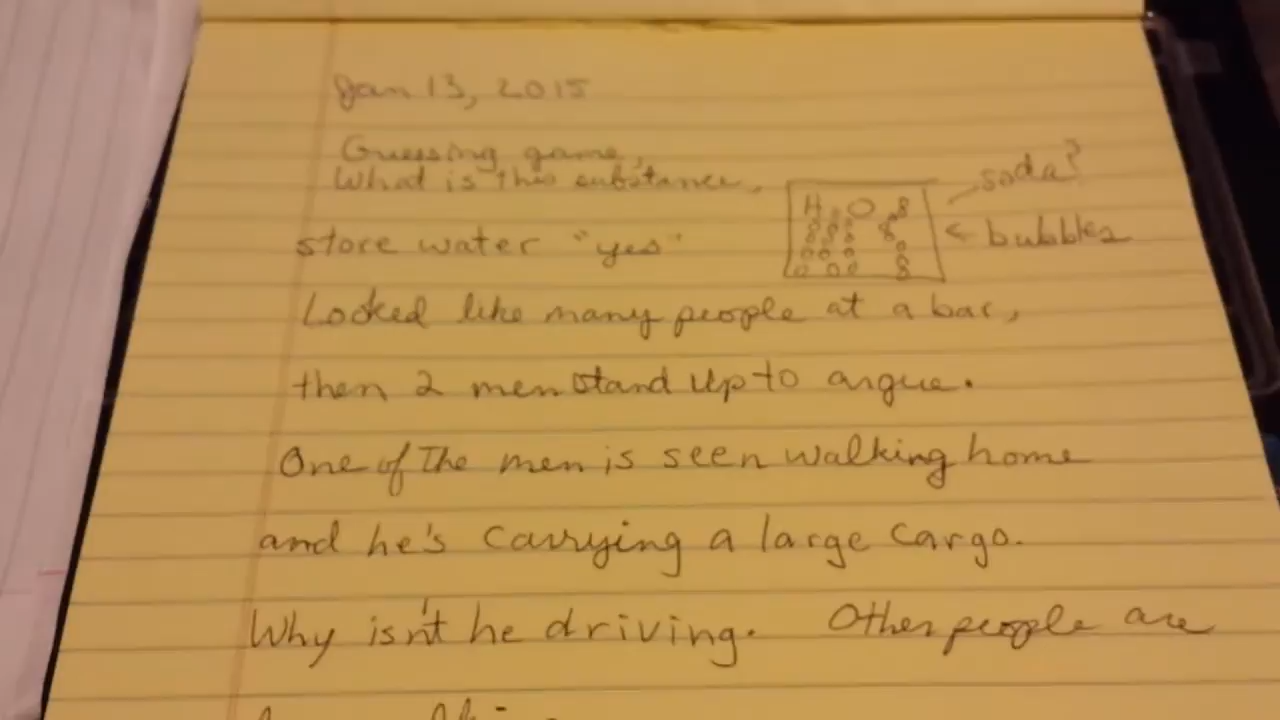 Jan 13, 2015
Guessing game,
What is this substance,
soda?
H O 8
store water "yes"
< bubbles
Looked like many people at a bar,
then 2 men stand up to argue.
One of The men is seen walking home
and he's carrying a large cargo.
Why isn't he driving. Other people are